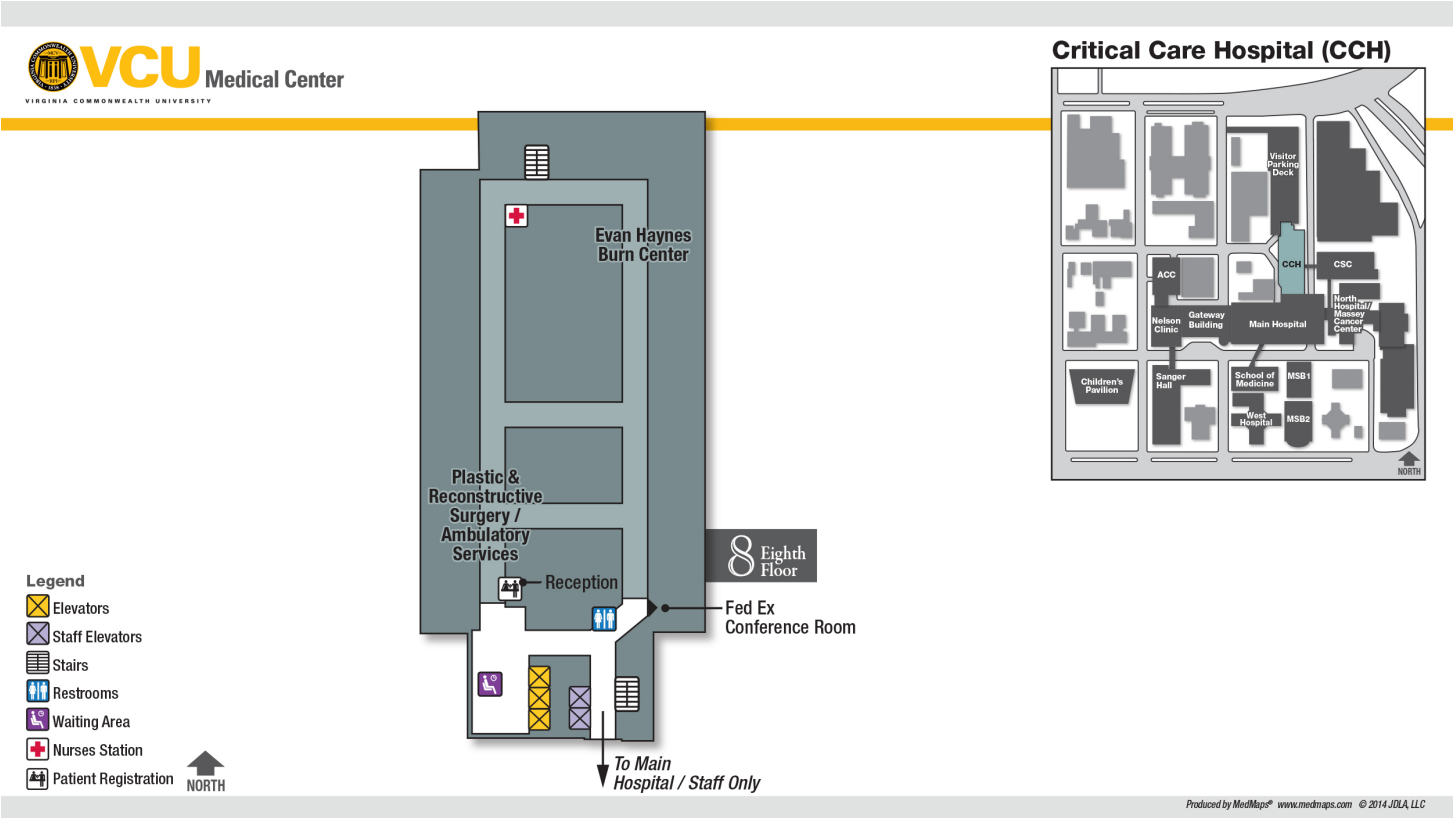 VCU Medical Center
VIRGINIA COMMONWEALTH UNIVERSITY
Critical Care Hospital (CCH)
Visitor
Parking
Deck
CCH
CSC
ACC
North
Hospital/
Massey
Cancer
Center
Nelson
Clinic
Gateway
Building
Main Hospital
Children's
Pavilion
Sanger
Hall
School of
Medicine
MSB1
West
Hospital
MSB2
NORTH
Evan Haynes
Burn Center
Plastic &
Reconstructive
Surgery /
Ambulatory
Services
8 Eighth
Floor
Reception
Fed Ex
Conference Room
To Main
Hospital / Staff Only
Legend
Elevators
Staff Elevators
Stairs
Restrooms
Waiting Area
Nurses Station
Patient Registration
NORTH
Produced by MedMaps® www.medmaps.com © 2014 JDLA, LLC